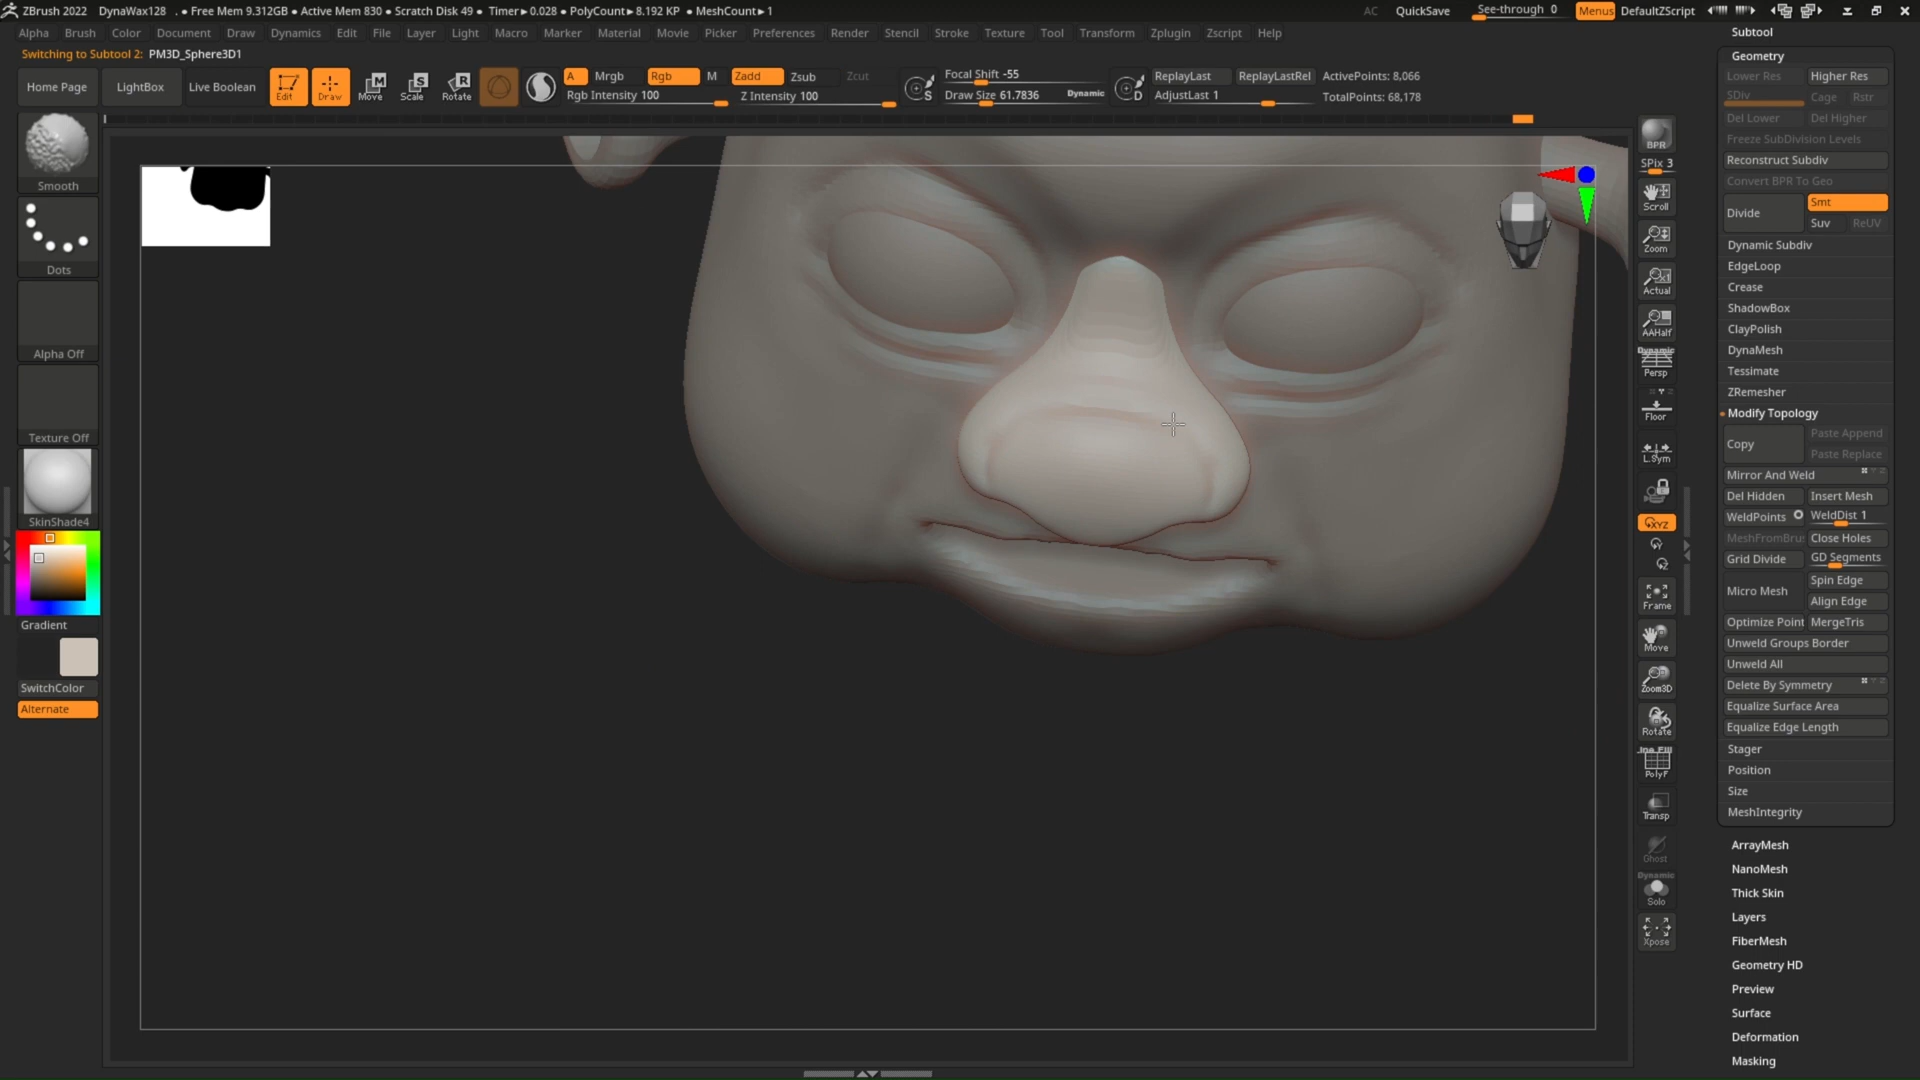 ZBrush 2022 DynaWax128 . • Free Mem 9.312GB • Active Mem 830 • Scratch Disk 49 • Timer▸0.028 • PolyCount▸8.192 KP • MeshCount▸1 AC QuickSave See-through 0 Menus DefaultZScript
Alpha Brush Color Document Draw Dynamics Edit File Layer Light Macro Marker Material Movie Picker Preferences Render Stencil Stroke Texture Tool Transform Zplugin Zscript Help
Switching to Subtool 2: PM3D_Sphere3D1
Home Page LightBox Live Boolean Edit Draw Move Scale Rotate
A Mrgb Rgb M Zadd Zsub Zcut
Rgb Intensity 100 Z Intensity 100
Focal Shift -55
Draw Size 61.7836 Dynamic
ReplayLast ReplayLastRel ActivePoints: 8,066
AdjustLast 1 TotalPoints: 68,178
Smooth
Dots
Alpha Off
Texture Off
SkinShade4
Gradient
SwitchColor
Alternate
BPR
SPix 3
Scroll
Zoom
Actual
AAHalf
Dynamic
Persp
Floor
L.Sym
XYZ
Frame
Move
Zoom3D
Rotate
Line Fill
PolyF
Transp
Ghost
Dynamic
Solo
Xpose
Subtool
Geometry
Lower Res Higher Res
SDiv Cage Rstr
Del Lower Del Higher
Freeze SubDivision Levels
Reconstruct Subdiv
Convert BPR To Geo
Divide Smt
Suv ReUV
Dynamic Subdiv
EdgeLoop
Crease
ShadowBox
ClayPolish
DynaMesh
Tessimate
ZRemesher
Modify Topology
Copy Paste Append
Paste Replace
Mirror And Weld
Del Hidden Insert Mesh
WeldPoints WeldDist 1
MeshFromBrus Close Holes
Grid Divide GD Segments
Micro Mesh Spin Edge
Align Edge
Optimize Point MergeTris
Unweld Groups Border
Unweld All
Delete By Symmetry
Equalize Surface Area
Equalize Edge Length
Stager
Position
Size
MeshIntegrity
ArrayMesh
NanoMesh
Thick Skin
Layers
FiberMesh
Geometry HD
Preview
Surface
Deformation
Masking